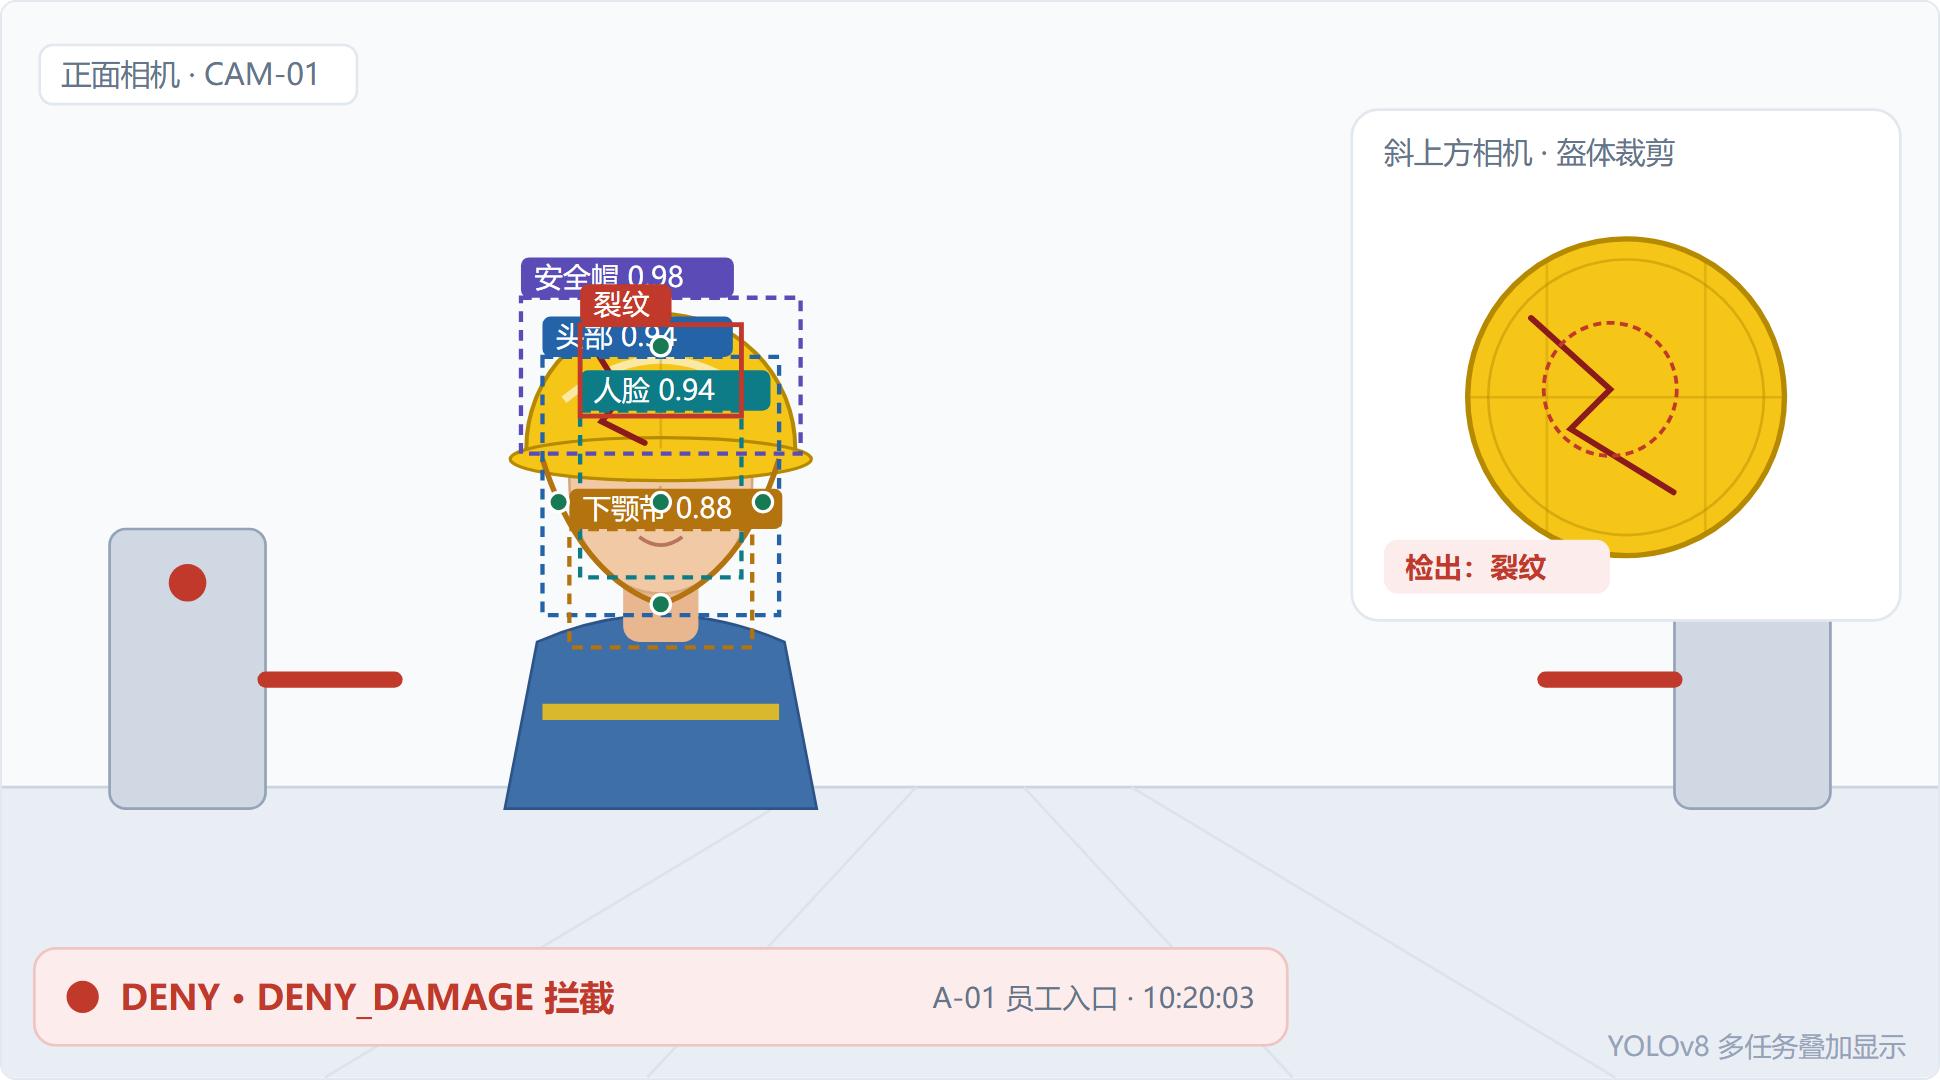 正面相机 · CAM-01
斜上方相机 · 盔体裁剪
安全帽 0.98
裂纹
头部 0.94
人脸 0.94
下颚带 0.88
检出：裂纹
DENY • DENY_DAMAGE 拦截
A-01 员工入口 · 10:20:03
YOLOv8 多任务叠加显示